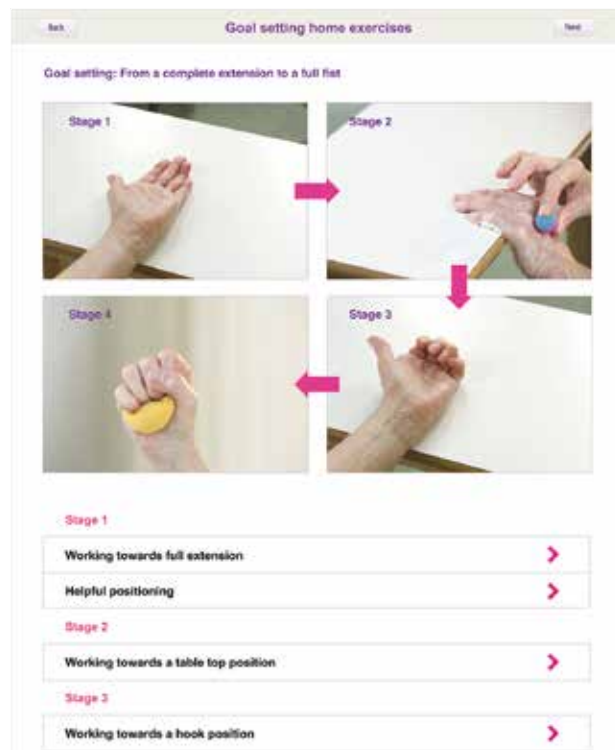 Back
Goal setting home exercises
Next
Goal setting: From a complete extension to a full fist
Stage 1
Stage 2
Stage 4
Stage 3
Stage 1
Working towards full extension
Helpful positioning
Stage 2
Working towards a table top position
Stage 3
Working towards a hook position